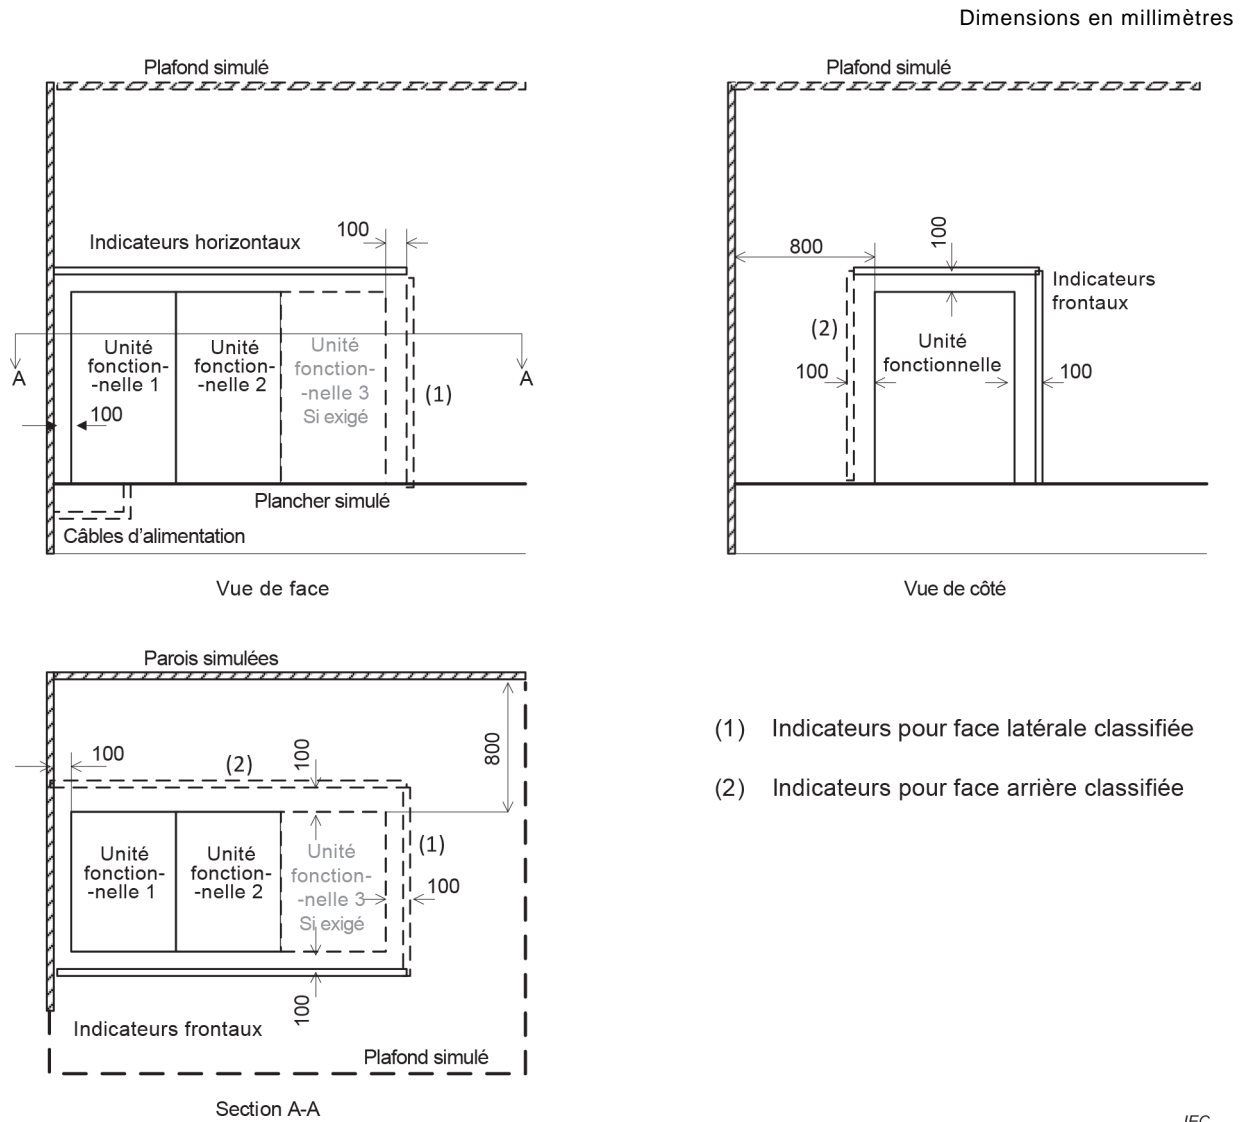 Dimensions en millimètres
Plafond simulé
Indicateurs horizontaux
100
Unité
fonction-
-nelle 1
Unité
fonction-
-nelle 2
Unité
fonction-
-nelle 3
Si exigé
A
A
(1)
100
Plancher simulé
Câbles d'alimentation
Vue de face
Plafond simulé
800
100
Indicateurs
frontaux
(2)
Unité
fonctionnelle
100
100
Vue de côté
Parois simulées
100
(2)
100
800
Unité
fonction-
-nelle 1
Unité
fonction-
-nelle 2
Unité
fonction-
-nelle 3
Si exigé
(1)
100
100
Indicateurs frontaux
Plafond simulé
Section A-A
(1) Indicateurs pour face latérale classifiée
(2) Indicateurs pour face arrière classifiée
IEC